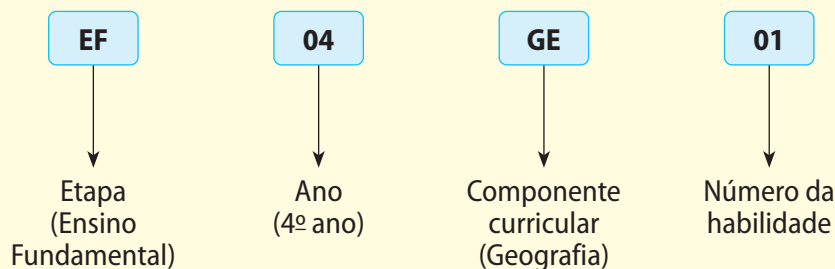 EF
04
GE
01
Etapa
(Ensino
Fundamental)
Ano
(4º ano)
Componente
curricular
(Geografia)
Número da
habilidade